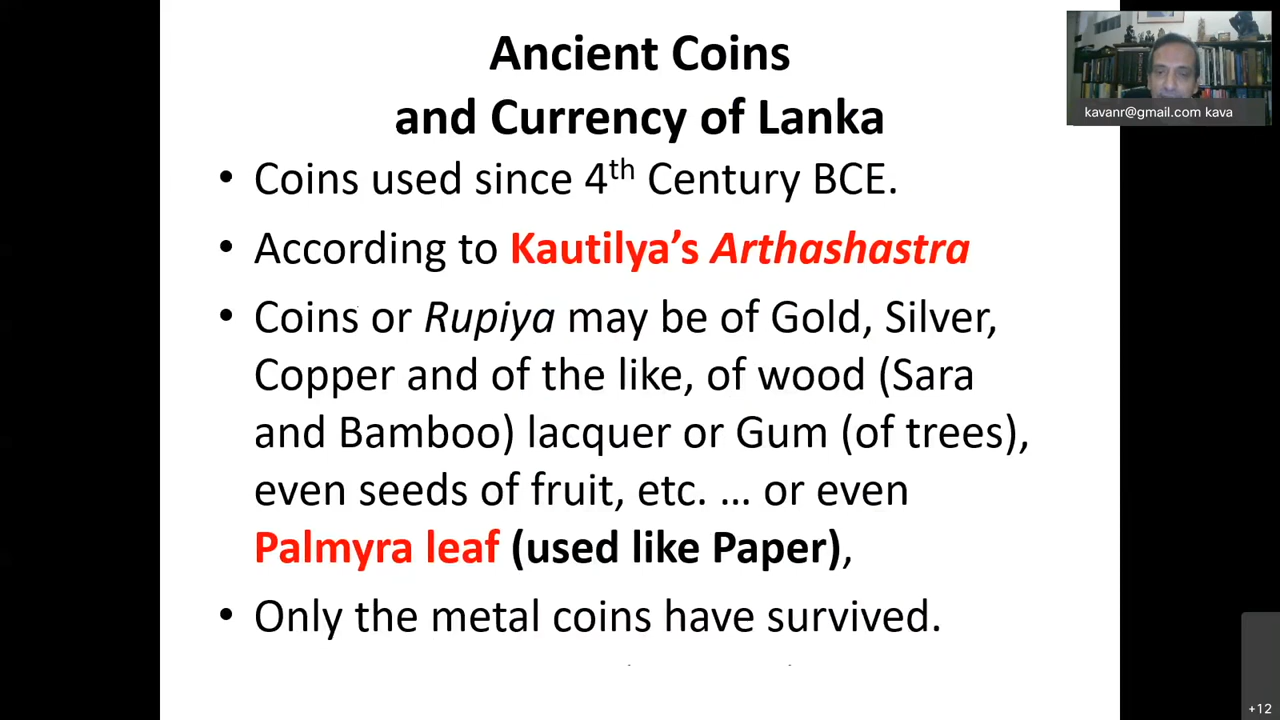 Ancient Coins
and Currency of Lanka
• Coins used since 4th Century BCE.
• According to Kautilya’s Arthashastra
• Coins or Rupiya may be of Gold, Silver,
Copper and of the like, of wood (Sara
and Bamboo) lacquer or Gum (of trees),
even seeds of fruit, etc. … or even
Palmyra leaf (used like Paper),
• Only the metal coins have survived.
kavanr@gmail.com kava
+12